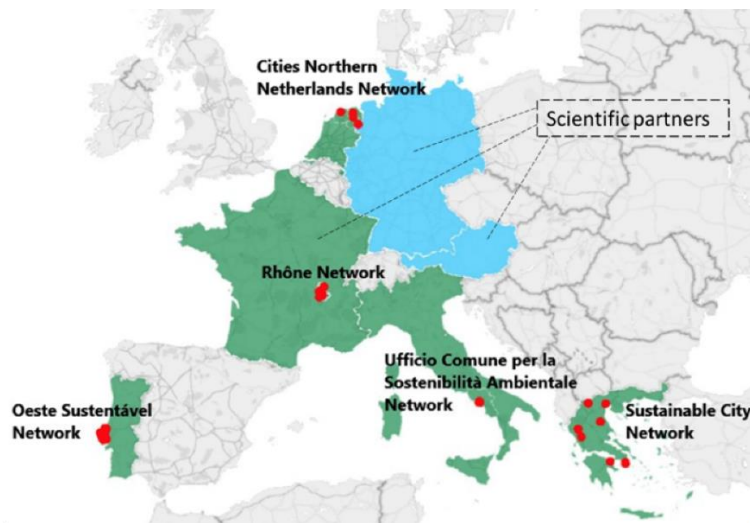 Cities Northern
Netherlands Network
Scientific partners
Rhône Network
Ufficio Comune per la
Sostenibilità Ambientale
Network
Oeste Sustentável
Network
Sustainable City
Network